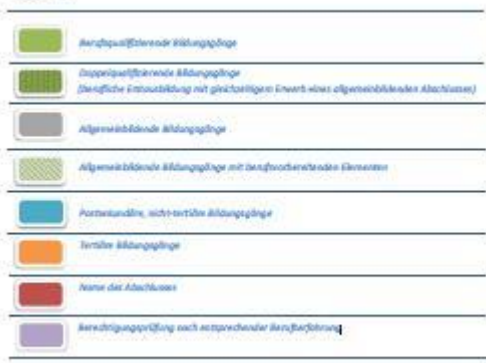 Berufsqualifizierende Bildungsgänge
Doppelqualifizierende Bildungsgänge
(berufliche Erstausbildung mit gleichzeitigem Erwerb eines allgemeinbildenden Abschlusses)
Allgemeinbildende Bildungsgänge
Allgemeinbildende Bildungsgänge mit berufsvorbereitenden Elementen
Postsekundäre, nicht-tertiäre Bildungsgänge
Tertiäre Bildungsgänge
Name des Abschlusses
Berechtigungsprüfung nach entsprechender Berufserfahrung